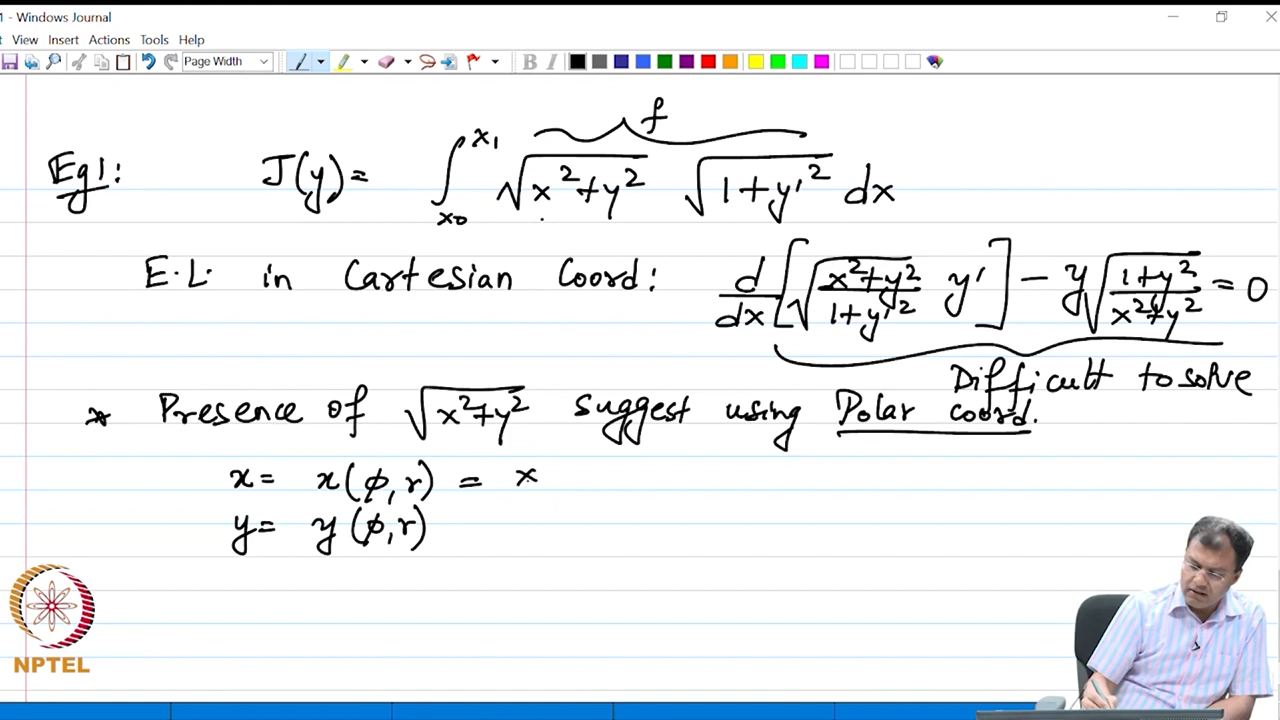 1 - Windows Journal
t View Insert Actions Tools Help
Page Width
B I
f
Eg1: J(y) = ∫_{x0}^{x1} √(x²+y²) √(1+y'²) dx
E.L. in Cartesian Coord: d/dx [√((x²+y²)/(1+y'²)) y'] − y√((1+y'²)/(x²+y²)) = 0
Difficult to solve
* Presence of √(x²+y²) suggest using Polar coord.
x = x(φ,r) = x
y = y(φ,r)
NPTEL